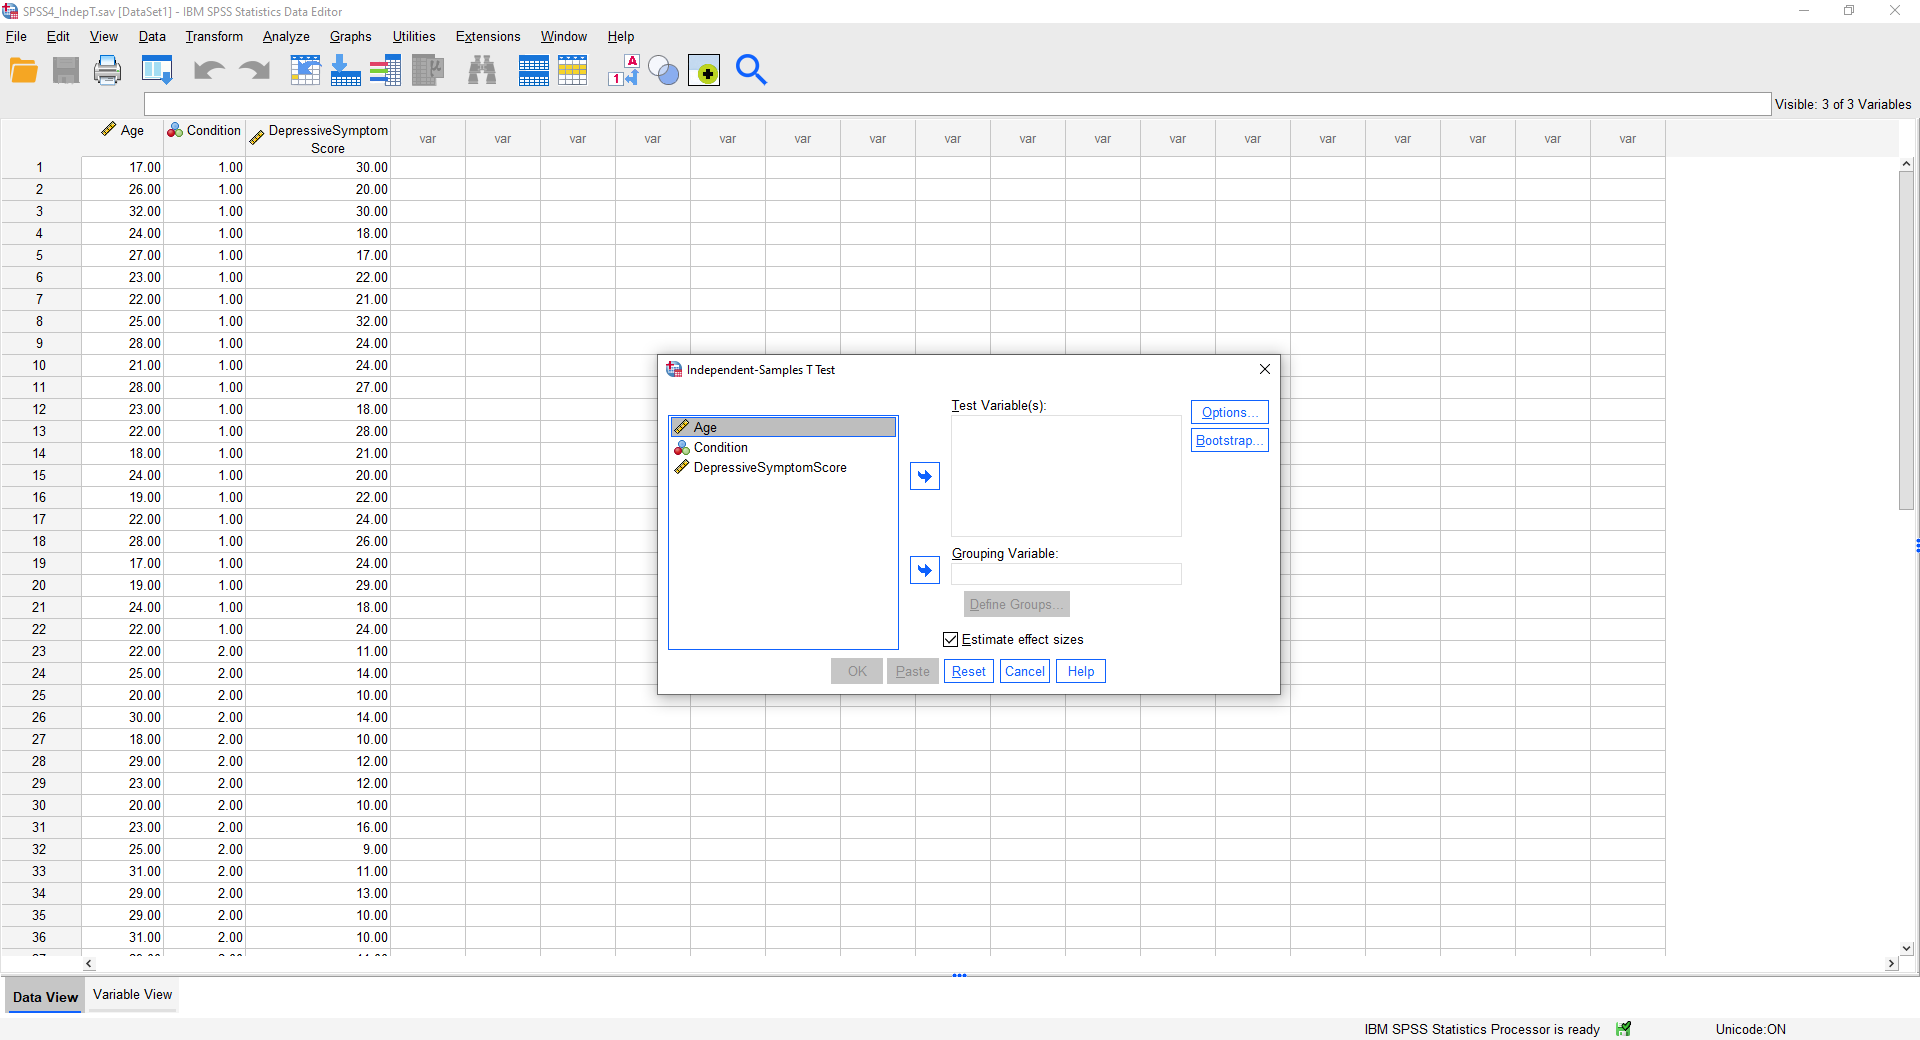 SPSS4_IndepT.sav [DataSet1] - IBM SPSS Statistics Data Editor
File Edit View Data Transform Analyze Graphs Utilities Extensions Window Help
Visible: 3 of 3 Variables
Age Condition DepressiveSymptom Score var var var var var var var var var var var var var var var var var
1 17.00 1.00 30.00
2 26.00 1.00 20.00
3 32.00 1.00 30.00
4 24.00 1.00 18.00
5 27.00 1.00 17.00
6 23.00 1.00 22.00
7 22.00 1.00 21.00
8 25.00 1.00 32.00
9 28.00 1.00 24.00
10 21.00 1.00 24.00
11 28.00 1.00 27.00
12 23.00 1.00 18.00
13 22.00 1.00 28.00
14 18.00 1.00 21.00
15 24.00 1.00 20.00
16 19.00 1.00 22.00
17 22.00 1.00 24.00
18 28.00 1.00 26.00
19 17.00 1.00 24.00
20 19.00 1.00 29.00
21 24.00 1.00 18.00
22 22.00 1.00 24.00
23 22.00 2.00 11.00
24 25.00 2.00 14.00
25 20.00 2.00 10.00
26 30.00 2.00 14.00
27 18.00 2.00 10.00
28 29.00 2.00 12.00
29 23.00 2.00 12.00
30 20.00 2.00 10.00
31 23.00 2.00 16.00
32 25.00 2.00 9.00
33 31.00 2.00 11.00
34 29.00 2.00 13.00
35 29.00 2.00 10.00
36 31.00 2.00 10.00
Independent-Samples T Test
Age
Condition
DepressiveSymptomScore
Test Variable(s):
Grouping Variable:
Define Groups...
Estimate effect sizes
Options...
Bootstrap...
OK Paste Reset Cancel Help
Data View Variable View
IBM SPSS Statistics Processor is ready Unicode:ON